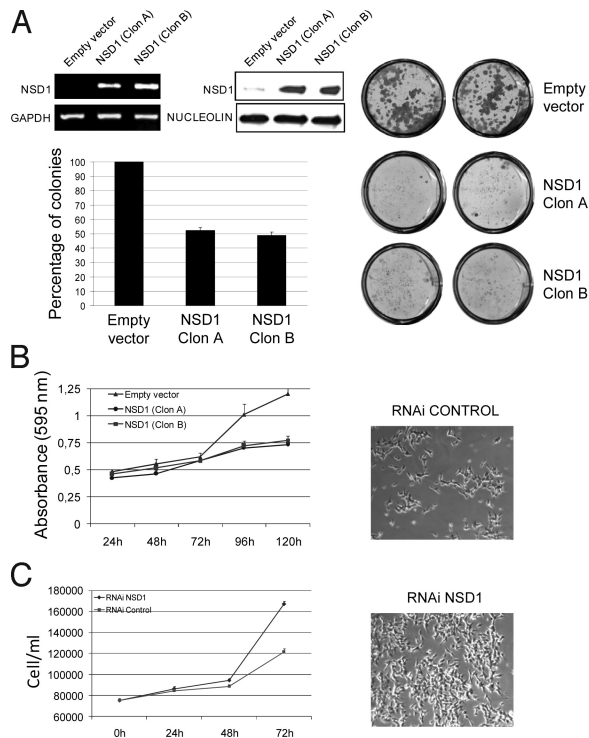 A
Empty vector
NSD1 (Clon A)
NSD1 (Clon B)
NSD1
GAPDH
Empty vector
NSD1 (Clon A)
NSD1 (Clon B)
NSD1
NUCLEOLIN
Empty
vector
NSD1
Clon A
NSD1
Clon B
Percentage of colonies
100
90
80
70
60
50
40
30
20
10
0
Empty
vector
NSD1
Clon A
NSD1
Clon B
B
Absorbance (595 nm)
1,25
1
0,75
0,5
0,25
0
Empty vector
NSD1 (Clon A)
NSD1 (Clon B)
24h 48h 72h 96h 120h
RNAi CONTROL
C
Cell/ml
180000
160000
140000
120000
100000
80000
60000
RNAi NSD1
RNAi Control
0h 24h 48h 72h
RNAi NSD1